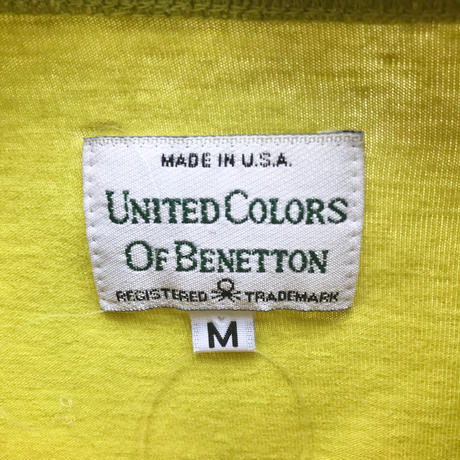 MADE IN U.S.A.
UNITED COLORS
OF BENETTON
REGISTERED TRADEMARK
M